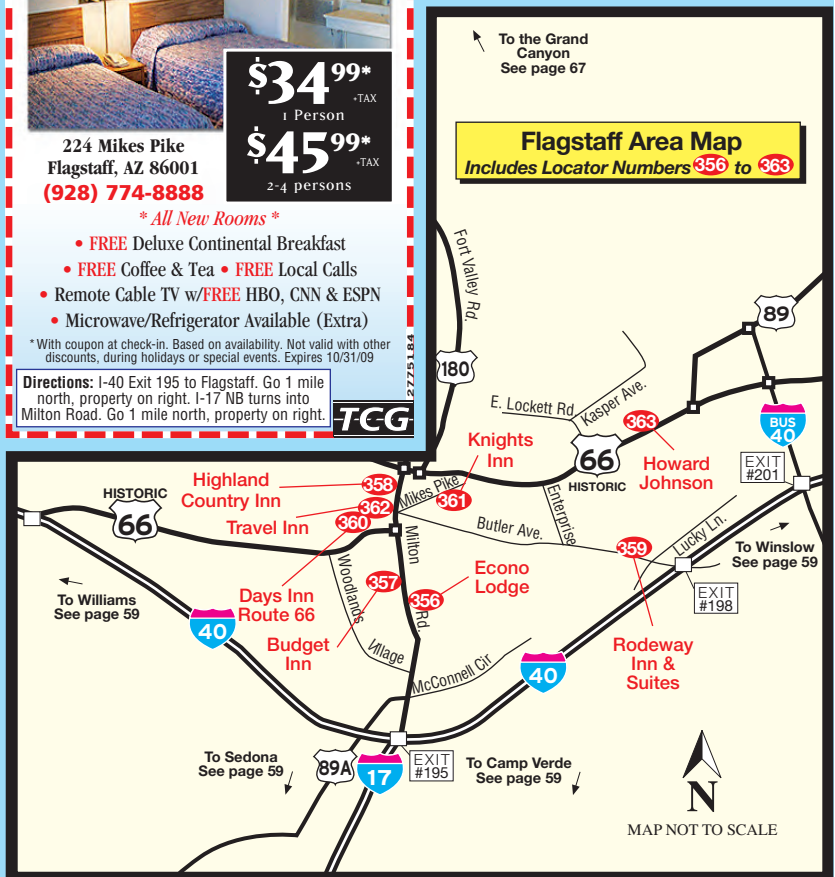 $34 99*
+TAX
1 Person
$45 99*
+TAX
2-4 persons
224 Mikes Pike
Flagstaff, AZ 86001
(928) 774-8888
* All New Rooms *
• FREE Deluxe Continental Breakfast
• FREE Coffee & Tea • FREE Local Calls
• Remote Cable TV w/FREE HBO, CNN & ESPN
• Microwave/Refrigerator Available (Extra)
* With coupon at check-in. Based on availability. Not valid with other
discounts, during holidays or special events. Expires 10/31/09
2775184
Directions: I-40 Exit 195 to Flagstaff. Go 1 mile
north, property on right. I-17 NB turns into
Milton Road. Go 1 mile north, property on right.
TCG
To the Grand
Canyon
See page 67
Flagstaff Area Map
Includes Locator Numbers 356 to 363
Fort Valley Rd.
89
180
E. Lockett Rd.
Kasper Ave.
363
BUS
40
66
HISTORIC
Howard
Johnson
EXIT
#201
Knights
Inn
Highland
Country Inn
358
Mikes Pike
361
HISTORIC
66
Travel Inn
362
360
Enterprise
Butler Ave.
359
Lucky Ln.
To Winslow
See page 59
Milton
Rd.
Woodlands
Village
357
356
Econo
Lodge
EXIT
#198
To Williams
See page 59
Days Inn
Route 66
40
Budget
Inn
Rodeway
Inn &
Suites
McConnell Cir
40
To Sedona
See page 59
89A
17
EXIT
#195
To Camp Verde
See page 59
N
MAP NOT TO SCALE